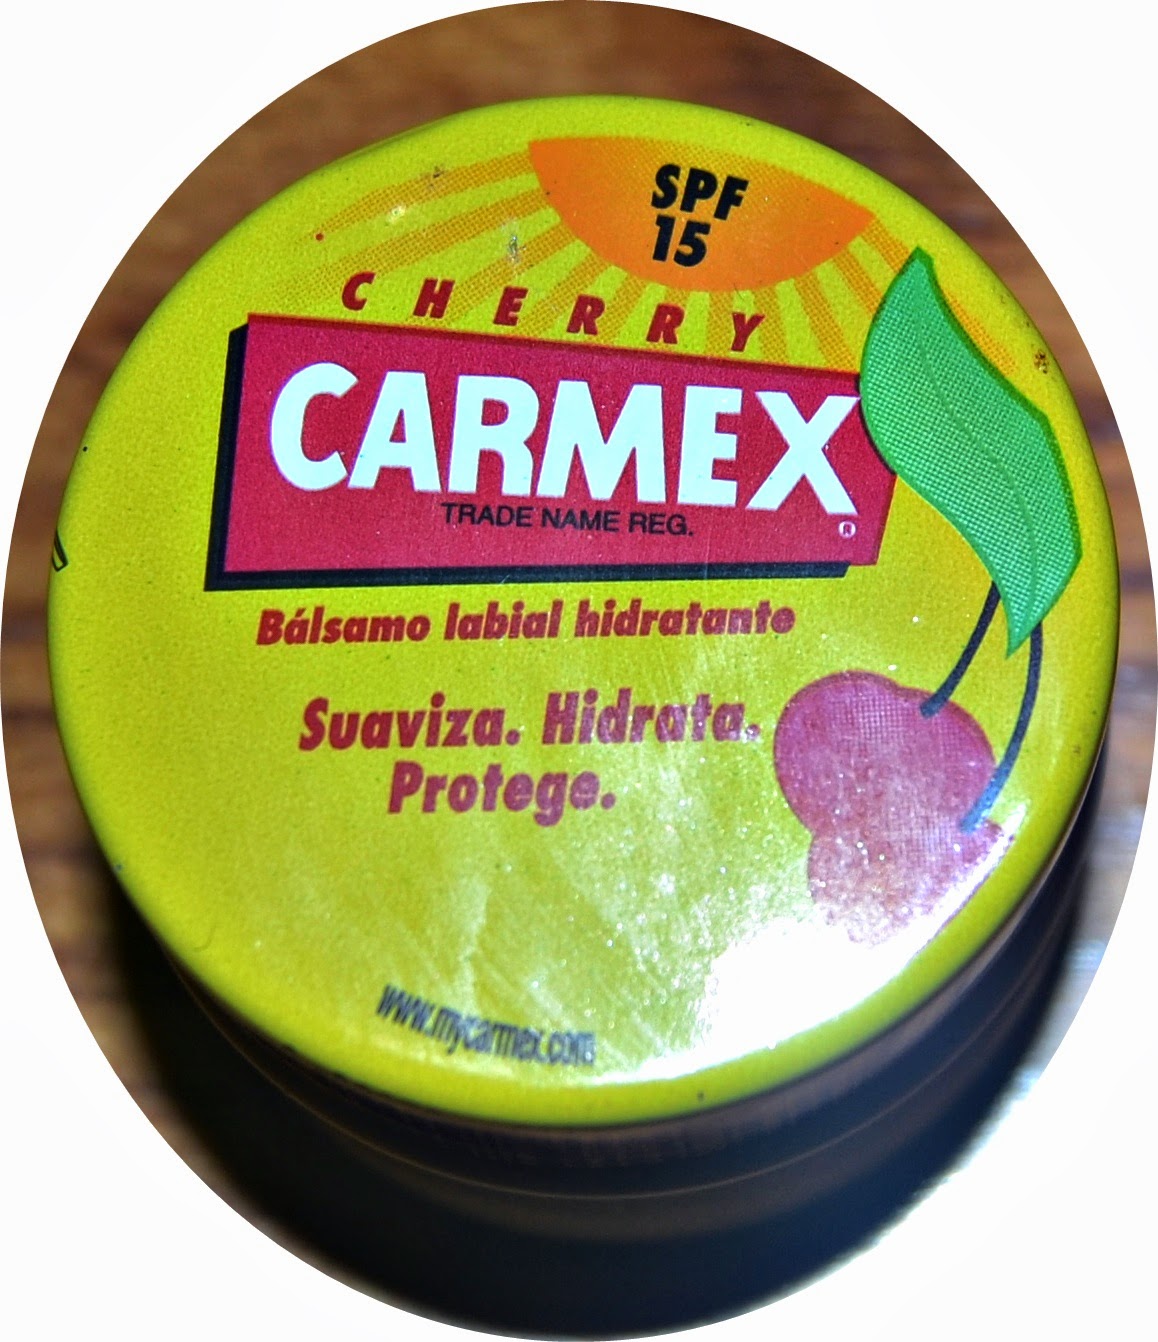 SPF
15
CHERRY
CARMEX
TRADE NAME REG. ®
Bálsamo labial hidratante
Suaviza. Hidrata.
Protege.
www.mycarmex.com